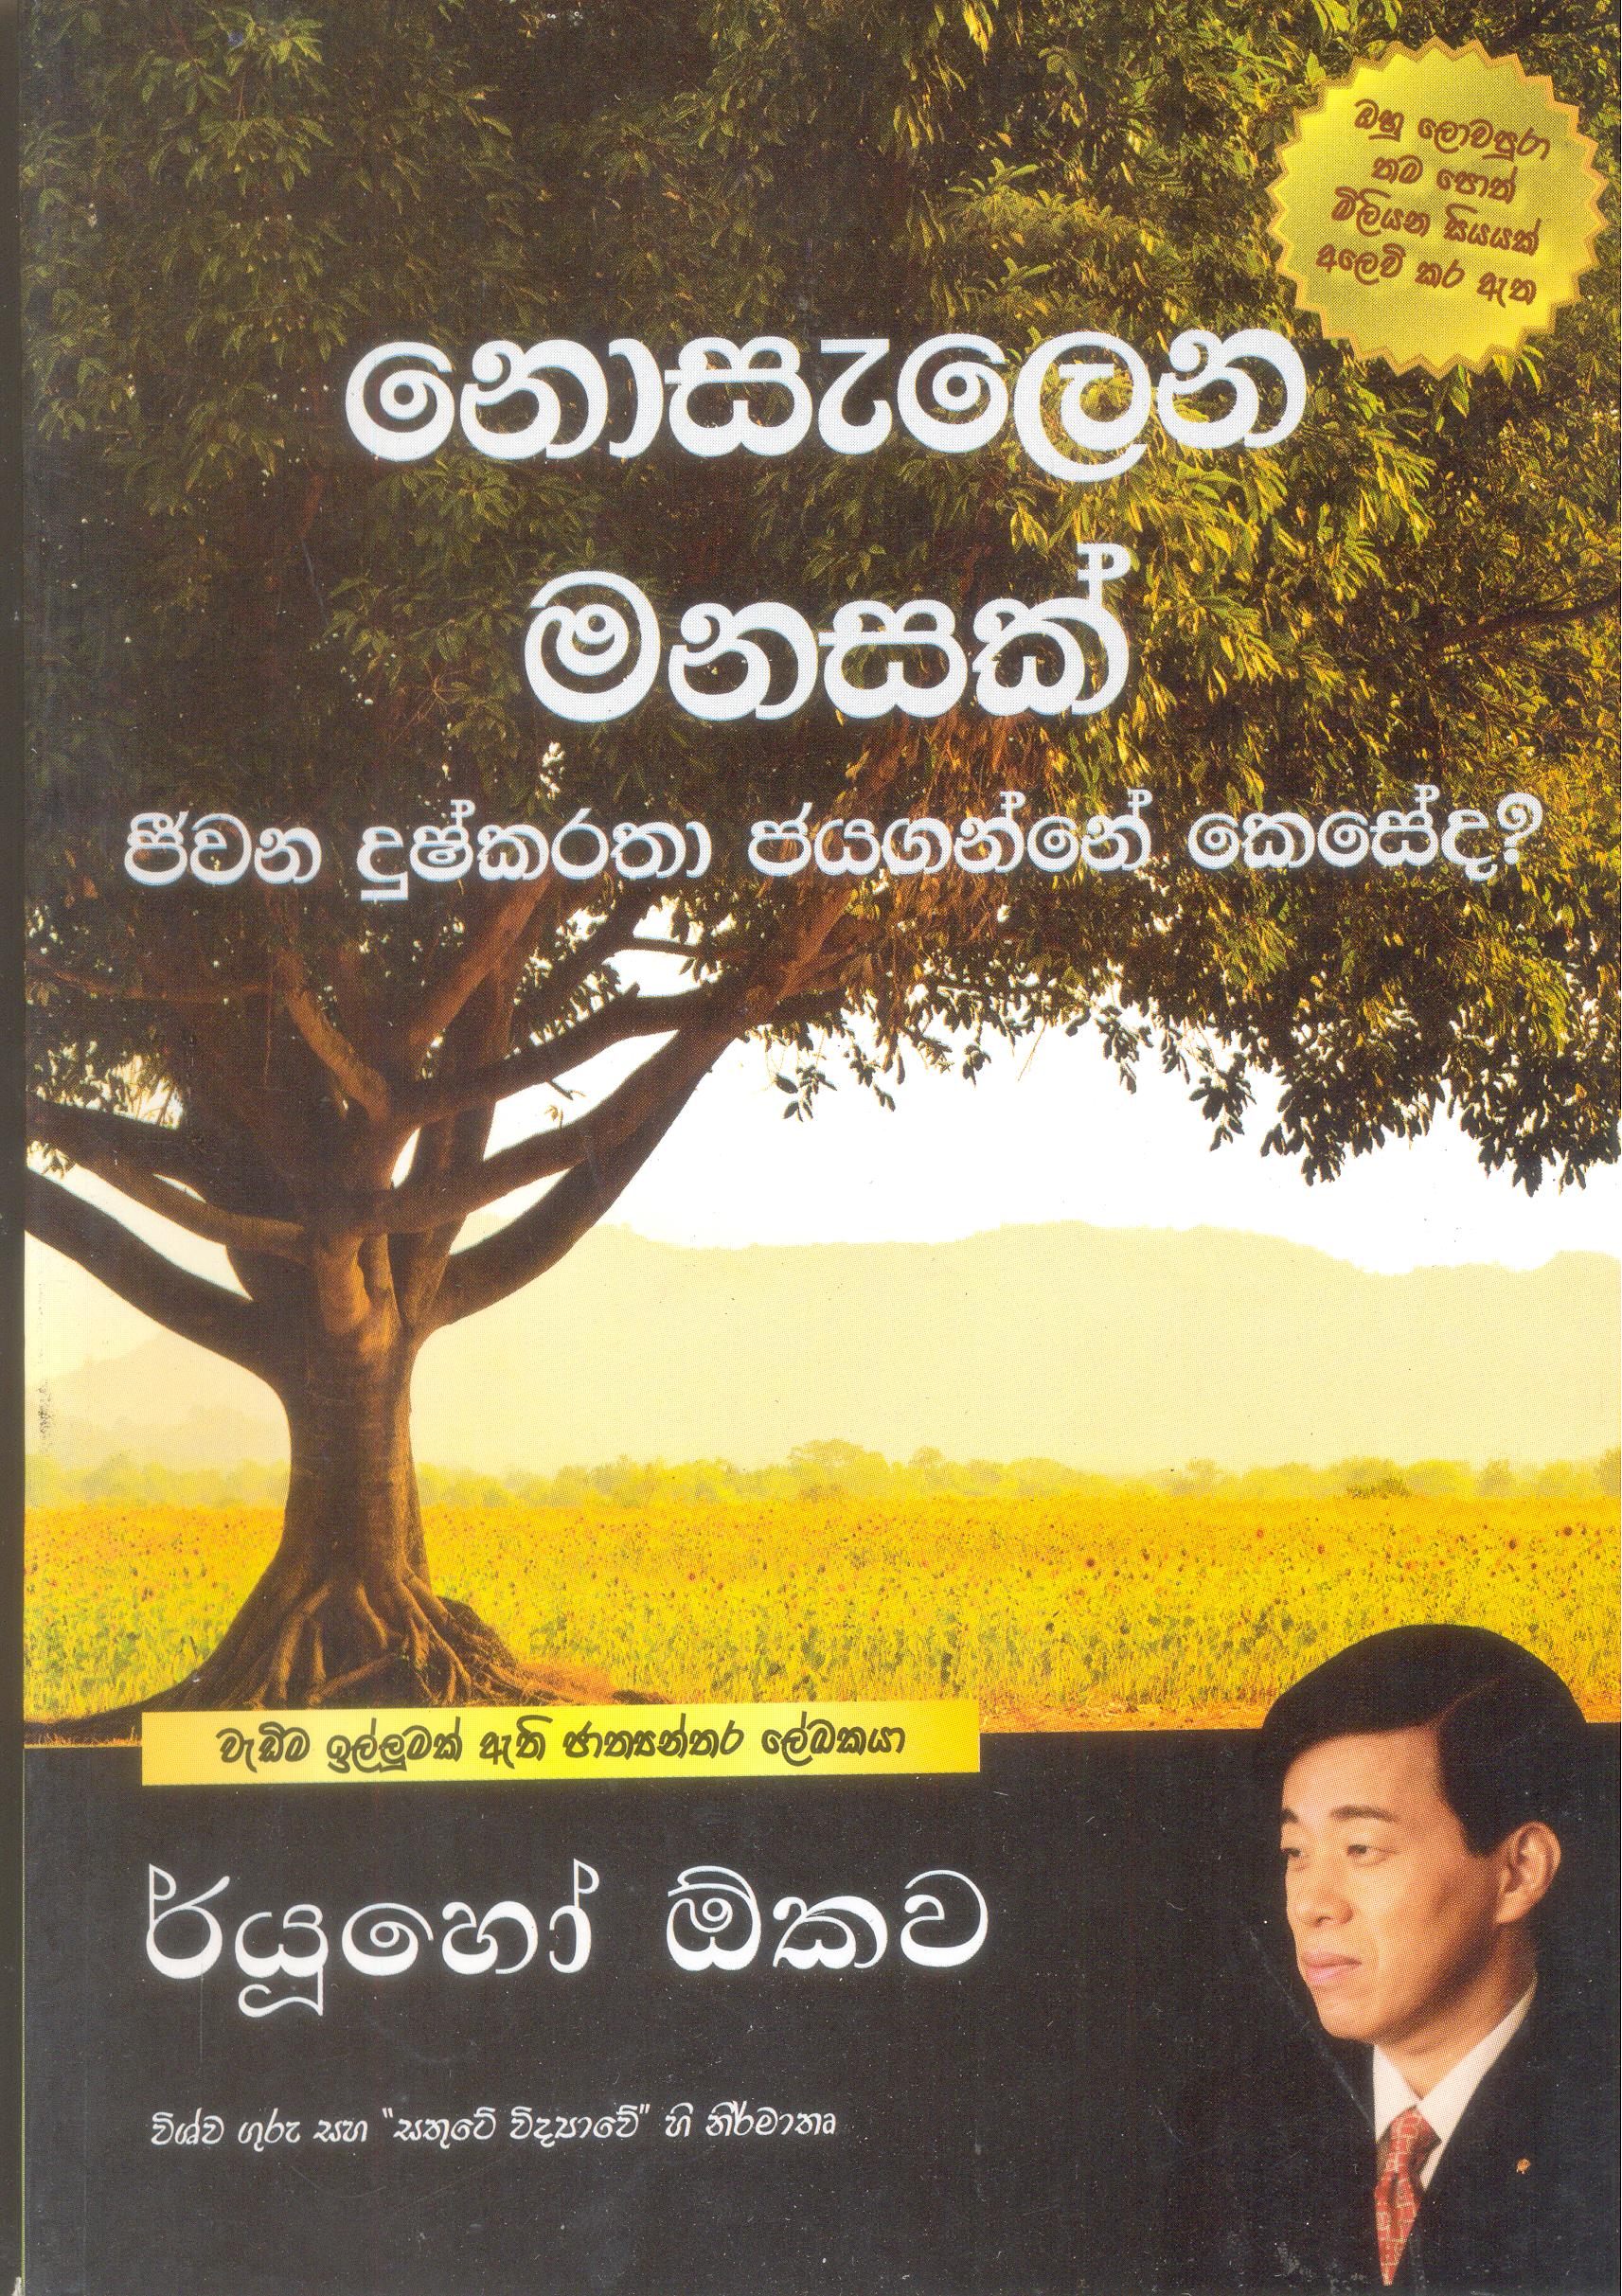 ඔහු ලොවපුරා
තම පොත්
මිලියන සියයක්
අලෙවි කර ඇත
නොසැලෙන
මනසක්
ජීවන දුෂ්කරතා ජයගන්නේ කෙසේද?
වැඩිම ඉල්ලුමක් ඇති ජාත්‍යන්තර ලේඛකයා
ර්යූහෝ ඕකව
විශ්ව ගුරු සහ "සතුටේ විද්‍යාවේ" හි නිර්මාතෘ